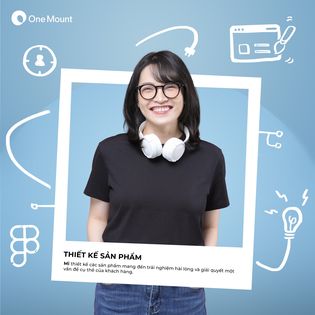 One Mount
THIẾT KẾ SẢN PHẨM
Mì thiết kế các sản phẩm mang đến trải nghiệm hài lòng và giải quyết một
vấn đề cụ thể của khách hàng.